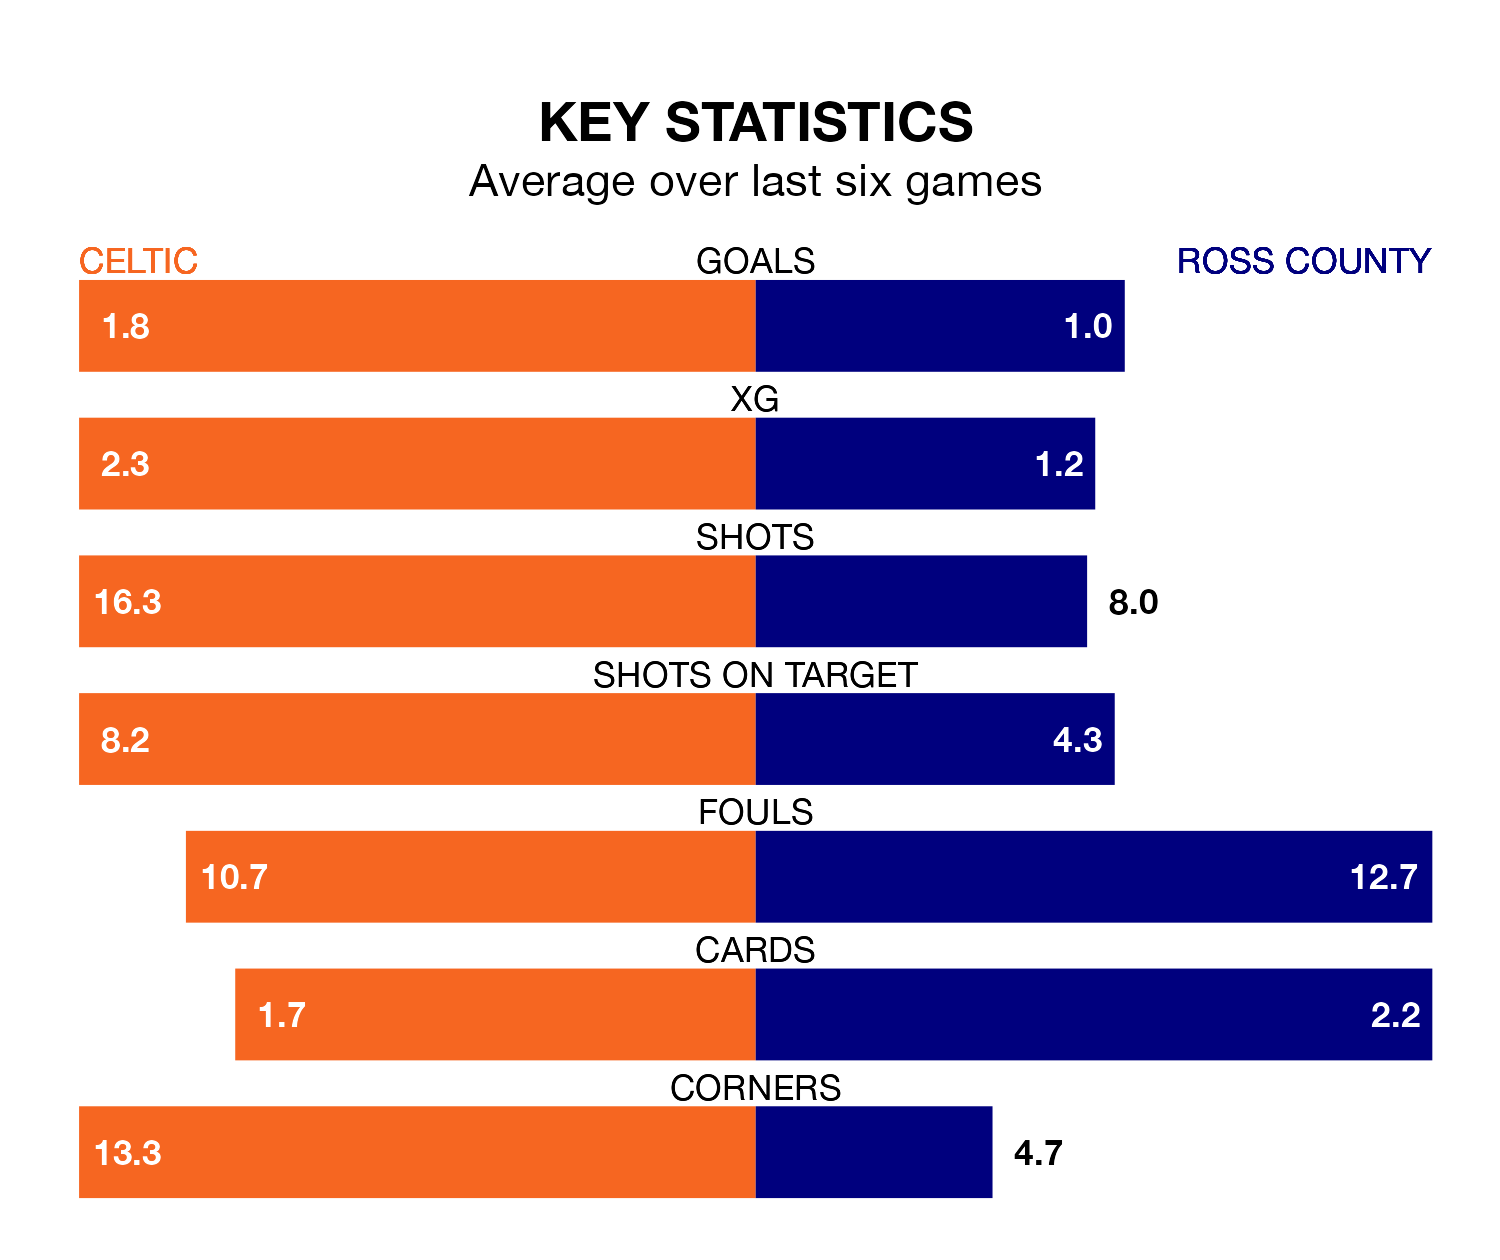 KEY STATISTICS
Average over last six games
CELTIC GOALS ROSS COUNTY
1.8 1.0
XG
2.3 1.2
SHOTS
16.3 8.0
SHOTS ON TARGET
8.2 4.3
FOULS
10.7 12.7
CARDS
1.7 2.2
CORNERS
13.3 4.7